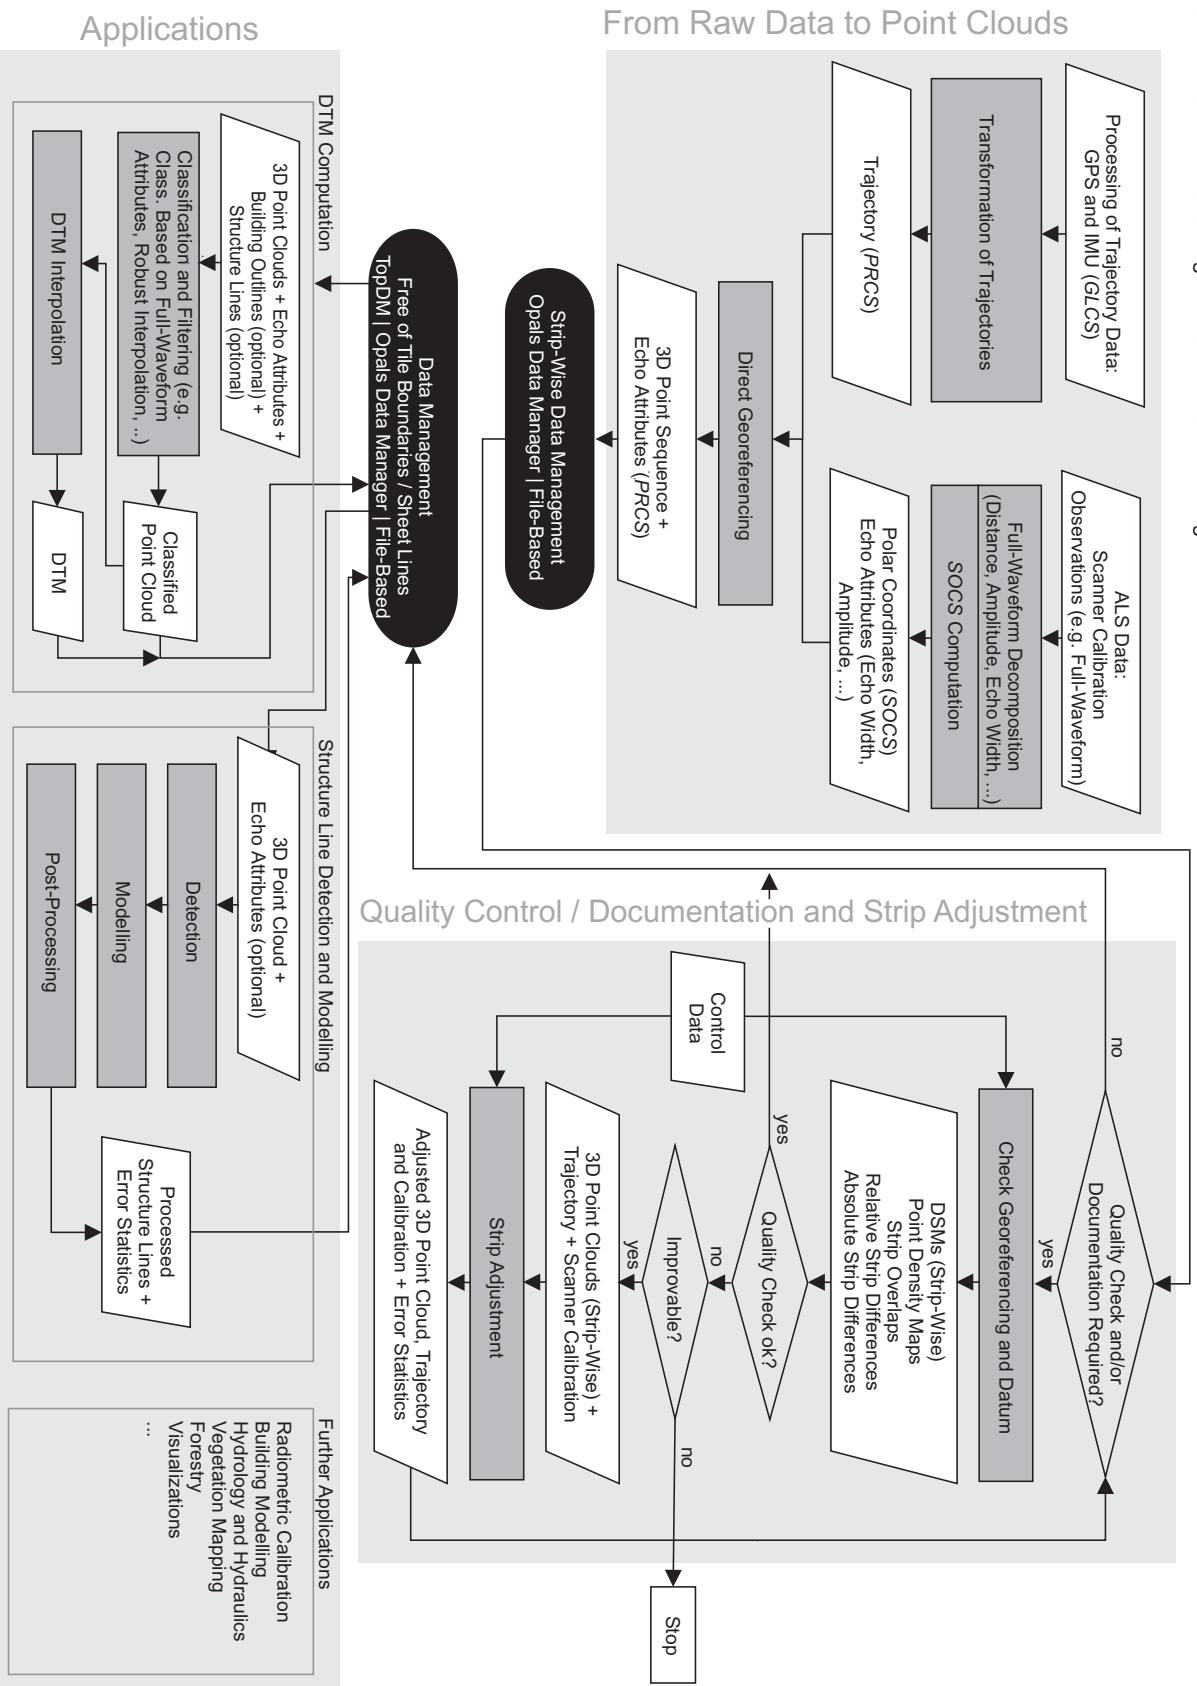 From Raw Data to Point Clouds
Processing of Trajectory Data:
GPS and IMU (GLCS)
Transformation of Trajectories
Trajectory (PRCS)
ALS Data:
Scanner Calibration
Observations (e.g. Full-Waveform)
Full-Waveform Decomposition
(Distance, Amplitude, Echo Width, ...)
SOCS Computation
Polar Coordinates (SOCS)
Echo Attributes (Echo Width,
Amplitude, ...)
Direct Georeferencing
3D Point Sequence +
Echo Attributes (PRCS)
Strip-Wise Data Management
Opals Data Manager | File-Based
Quality Control / Documentation and Strip Adjustment
Quality Check and/or
Documentation Required?
no
yes
Check Georeferencing and Datum
DSMs (Strip-Wise)
Point Density Maps
Strip Overlaps
Relative Strip Differences
Absolute Strip Differences
Control
Data
Quality Check ok?
yes
no
Improvable?
no
yes
Stop
3D Point Clouds (Strip-Wise) +
Trajectory + Scanner Calibration
Strip Adjustment
Adjusted 3D Point Cloud, Trajectory
and Calibration + Error Statistics
Data Management
Free of Tile Boundaries / Sheet Lines
TopDM | Opals Data Manager | File-Based
Applications
DTM Computation
3D Point Clouds + Echo Attributes +
Building Outlines (optional) +
Structure Lines (optional)
Classification and Filtering (e.g.
Class. Based on Full-Waveform
Attributes, Robust Interpolation, ..)
DTM Interpolation
Classified
Point Cloud
DTM
Structure Line Detection and Modelling
3D Point Cloud +
Echo Attributes (optional)
Detection
Modelling
Post-Processing
Processed
Structure Lines +
Error Statistics
Further Applications
Radiometric Calibration
Building Modelling
Hydrology and Hydraulics
Vegetation Mapping
Forestry
Visualizations
...